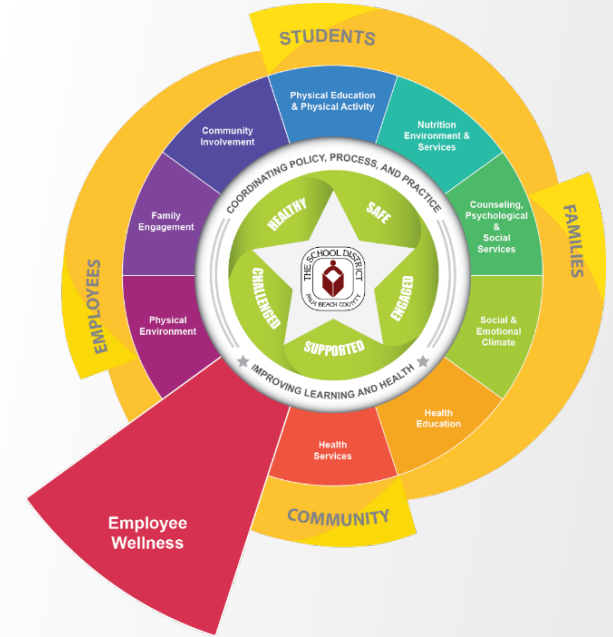 STUDENTS
Physical Education
& Physical Activity
Nutrition
Environment &
Services
Community
Involvement
COORDINATING POLICY, PROCESS, AND PRACTICE
HEALTHY
SAFE
Counseling,
Psychological
&
Social
Services
FAMILIES
Family
Engagement
EMPLOYEES
THE SCHOOL DISTRICT
PALM BEACH COUNTY
CHALLENGED
ENGAGED
SUPPORTED
Physical
Environment
Social &
Emotional
Climate
IMPROVING LEARNING AND HEALTH
Health
Education
Health
Services
COMMUNITY
Employee
Wellness